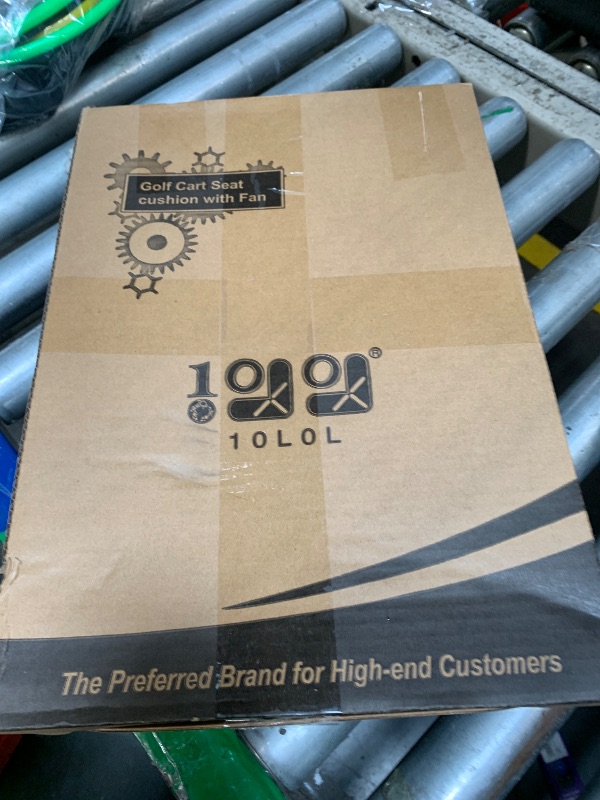 Golf Cart Seat
cushion with Fan
®
10L0L
The Preferred Brand for High-end Customers